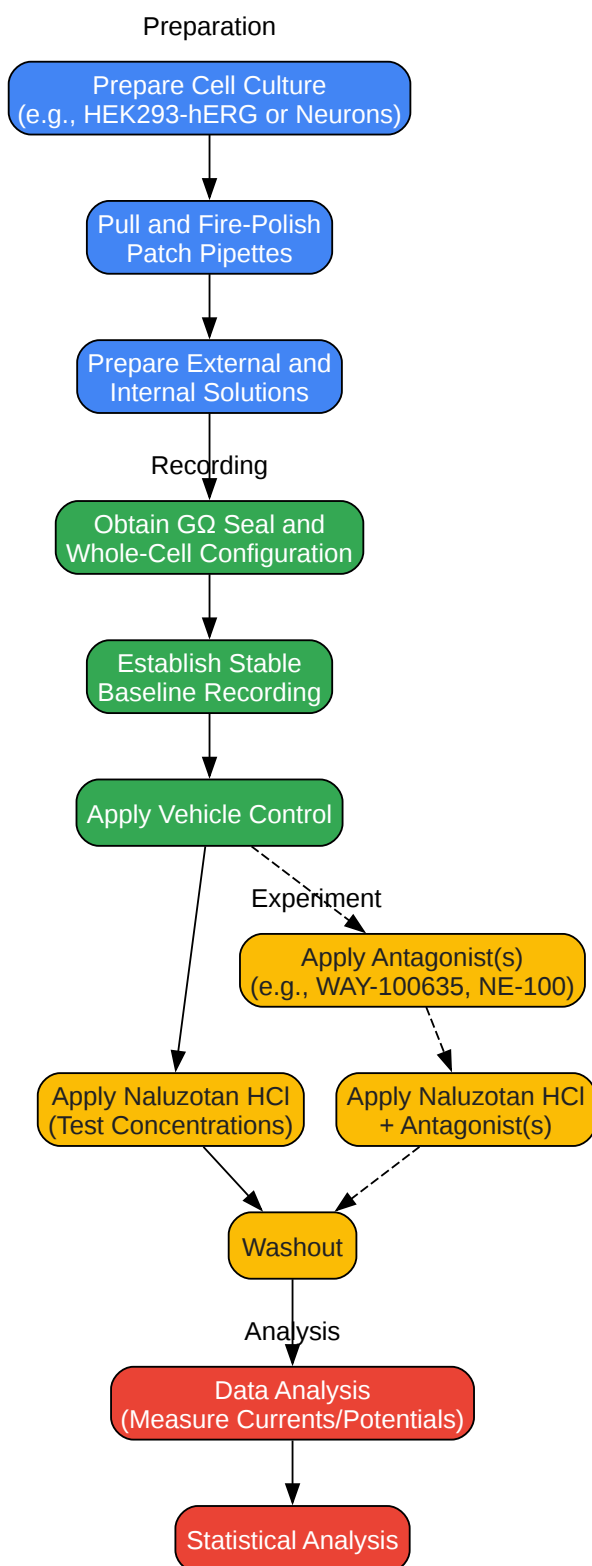 Preparation
Prepare Cell Culture
(e.g., HEK293-hERG or Neurons)
Pull and Fire-Polish
Patch Pipettes
Prepare External and
Internal Solutions
Recording
Obtain GΩ Seal and
Whole-Cell Configuration
Establish Stable
Baseline Recording
Apply Vehicle Control
Experiment
Apply Antagonist(s)
(e.g., WAY-100635, NE-100)
Apply Naluzotan HCl
(Test Concentrations)
Apply Naluzotan HCl
+ Antagonist(s)
Washout
Analysis
Data Analysis
(Measure Currents/Potentials)
Statistical Analysis